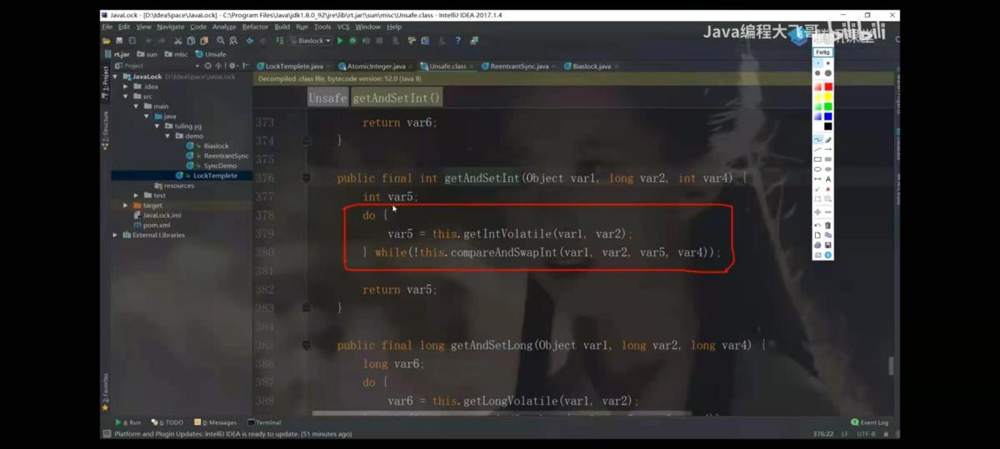 JavaLock - [D:\IdeaSpace\JavaLock] - C:\Program Files\Java\jdk1.8.0_92\jre\lib\rt.jar!\sun\misc\Unsafe.class - IntelliJ IDEA 2017.1.4
File Edit View Navigate Code Analyze Refactor Build Run Tools VCS Window Help
Java编程大飞哥
腾讯课堂
bilibili
Biaslock
rt.jar sun misc Unsafe
Fertig
Project
LockTemplete.java AtomicInteger.java Unsafe.class ReentrantSync.java Biaslock.java
1: Project
JavaLock D:\IdeaSpace\JavaLock
Decompiled .class file, bytecode version: 52.0 (Java 8)
.idea
src
main
java
tuling.yg
demo
Biaslock
ReentrantSync
SyncDemo
LockTemplete
resources
test
target
JavaLock.iml
pom.xml
External Libraries
Z: Structure
2: Favorites
Unsafe getAndSetInt()
373 return var6;
374 }
375
376 public final int getAndSetInt(Object var1, long var2, int var4) {
377 int var5;
378 do {
379 var5 = this.getIntVolatile(var1, var2);
380 } while(!this.compareAndSwapInt(var1, var2, var5, var4));
381
382 return var5;
383 }
384
385 public final long getAndSetLong(Object var1, long var2, long var4) {
386 long var6;
387 do {
388 var6 = this.getLongVolatile(var1, var2);
4: Run 6: TODO 0: Messages Terminal Event Log
Platform and Plugin Updates: IntelliJ IDEA is ready to update. (51 minutes ago) 376:22 LF UTF-8